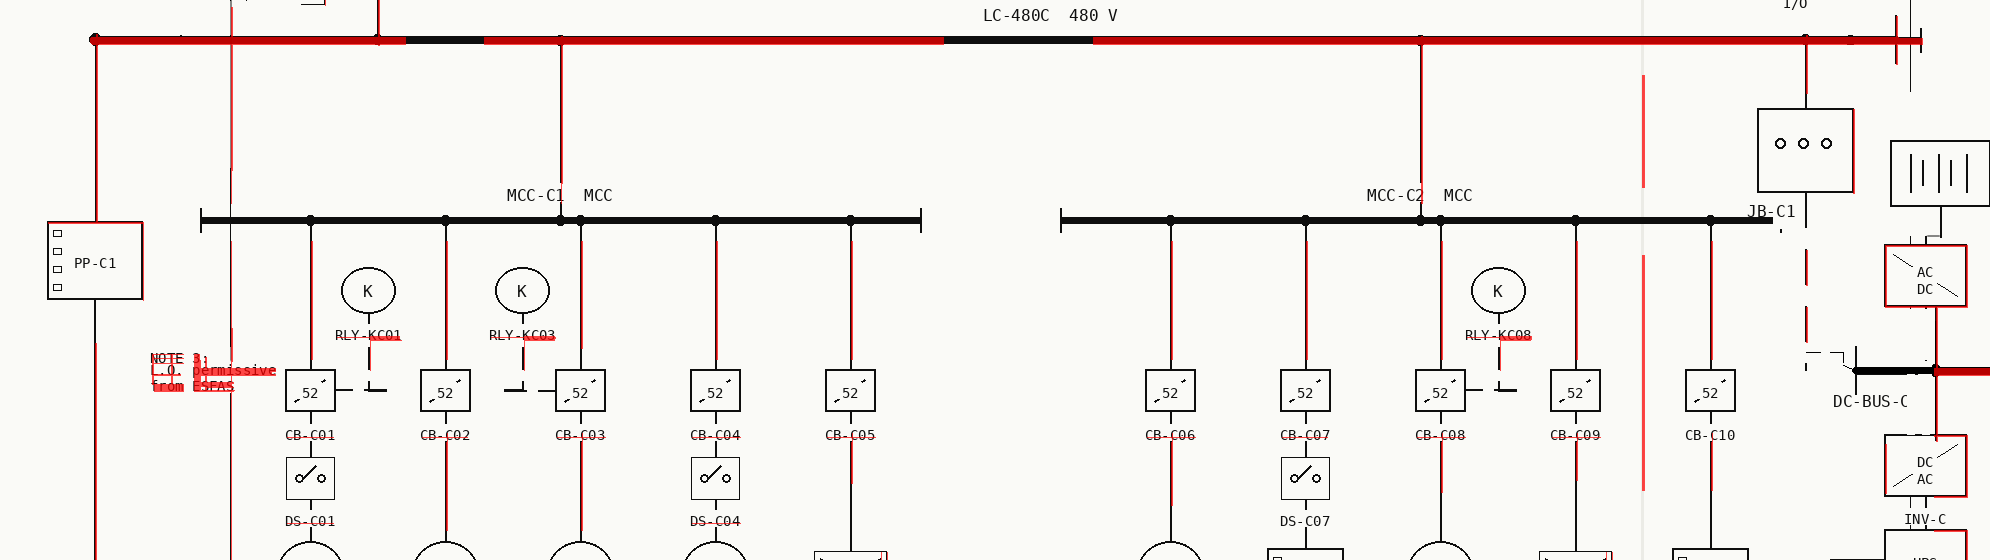 I/O
LC-480C 480 V
MCC-C1 MCC
MCC-C2 MCC
JB-C1
PP-C1
AC
DC
K
K
K
RLY-KC01
RLY-KC03
RLY-KC08
NOTE 3:
L.O. permissive
from ESFAS
52
52
52
52
52
52
52
52
52
52
DC-BUS-C
CB-C01
CB-C02
CB-C03
CB-C04
CB-C05
CB-C06
CB-C07
CB-C08
CB-C09
CB-C10
DC
AC
DS-C01
DS-C04
DS-C07
INV-C